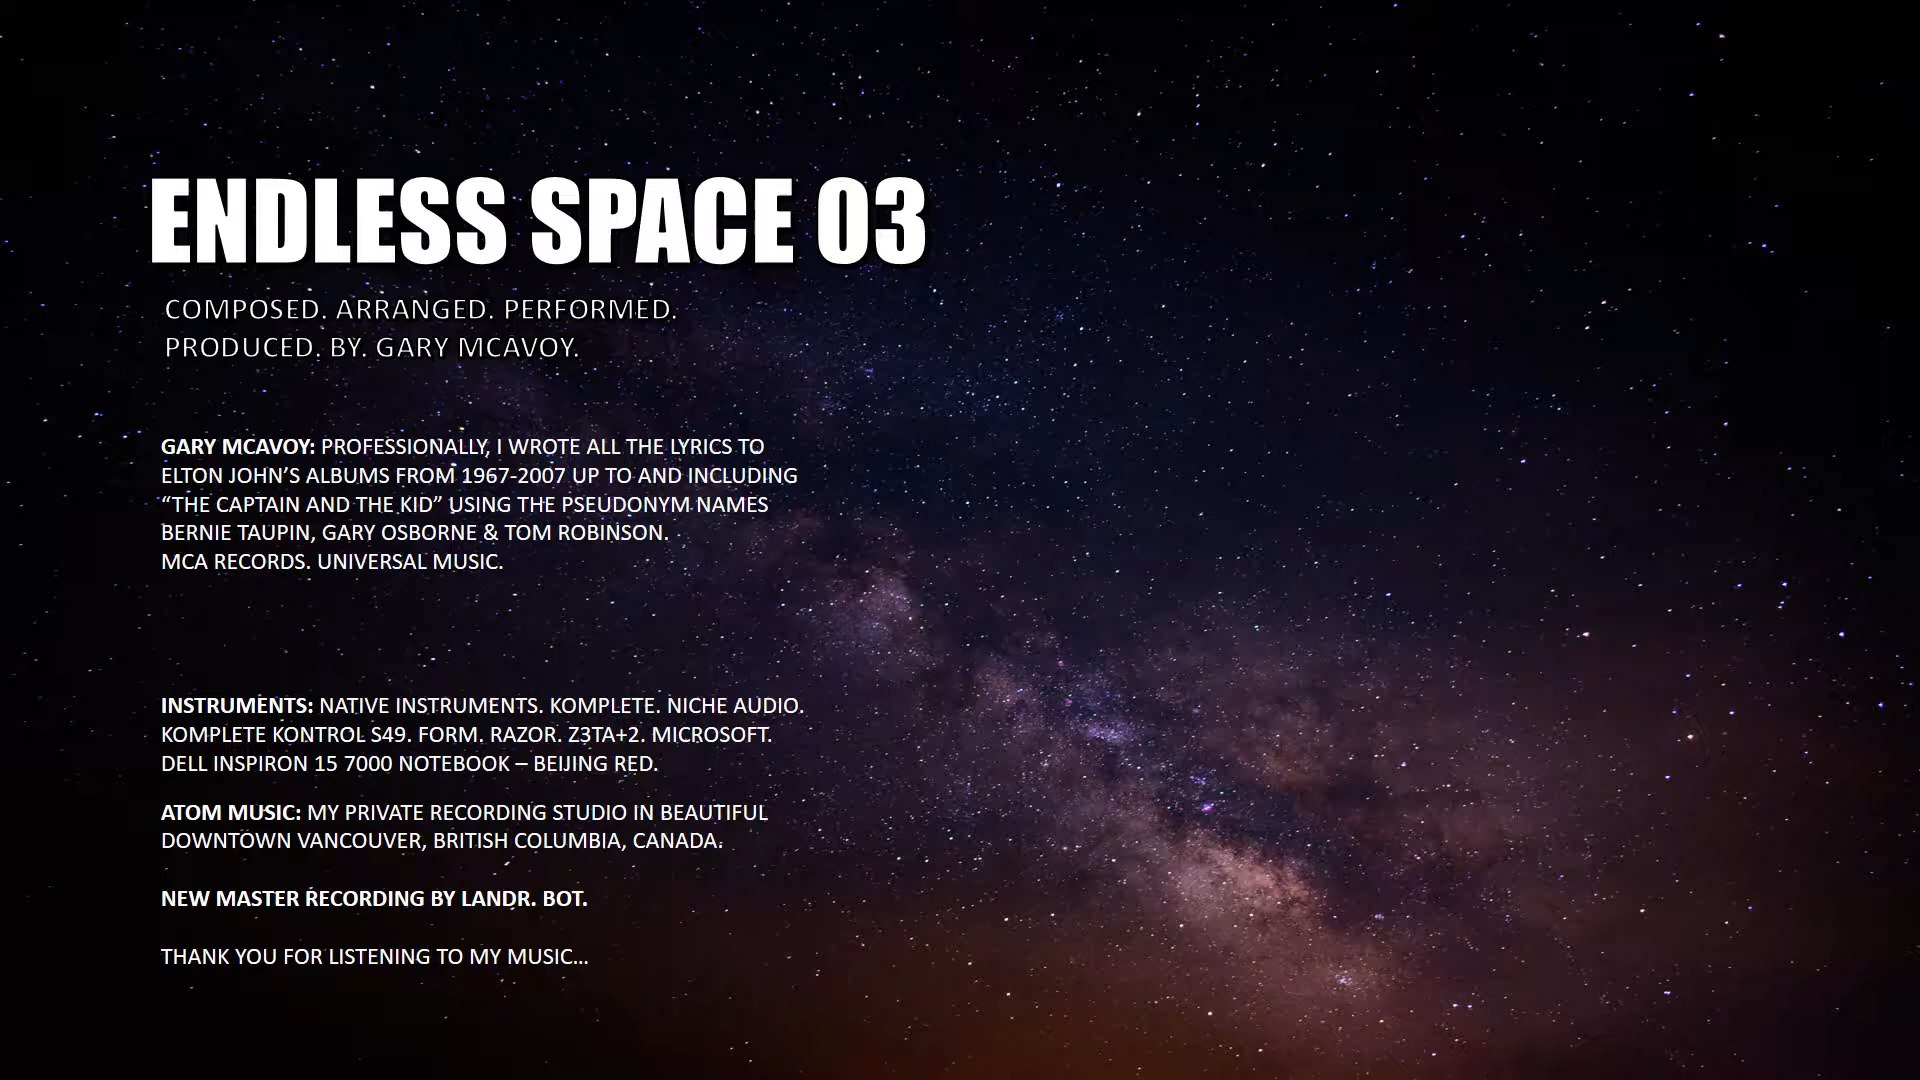 ENDLESS SPACE 03
COMPOSED. ARRANGED. PERFORMED.
PRODUCED. BY. GARY MCAVOY.
GARY MCAVOY: PROFESSIONALLY, I WROTE ALL THE LYRICS TO
ELTON JOHN’S ALBUMS FROM 1967-2007 UP TO AND INCLUDING
“THE CAPTAIN AND THE KID” USING THE PSEUDONYM NAMES
BERNIE TAUPIN, GARY OSBORNE & TOM ROBINSON.
MCA RECORDS. UNIVERSAL MUSIC.
INSTRUMENTS: NATIVE INSTRUMENTS. KOMPLETE. NICHE AUDIO.
KOMPLETE KONTROL S49. FORM. RAZOR. Z3TA+2. MICROSOFT.
DELL INSPIRON 15 7000 NOTEBOOK – BEIJING RED.
ATOM MUSIC: MY PRIVATE RECORDING STUDIO IN BEAUTIFUL
DOWNTOWN VANCOUVER, BRITISH COLUMBIA, CANADA.
NEW MASTER RECORDING BY LANDR. BOT.
THANK YOU FOR LISTENING TO MY MUSIC…